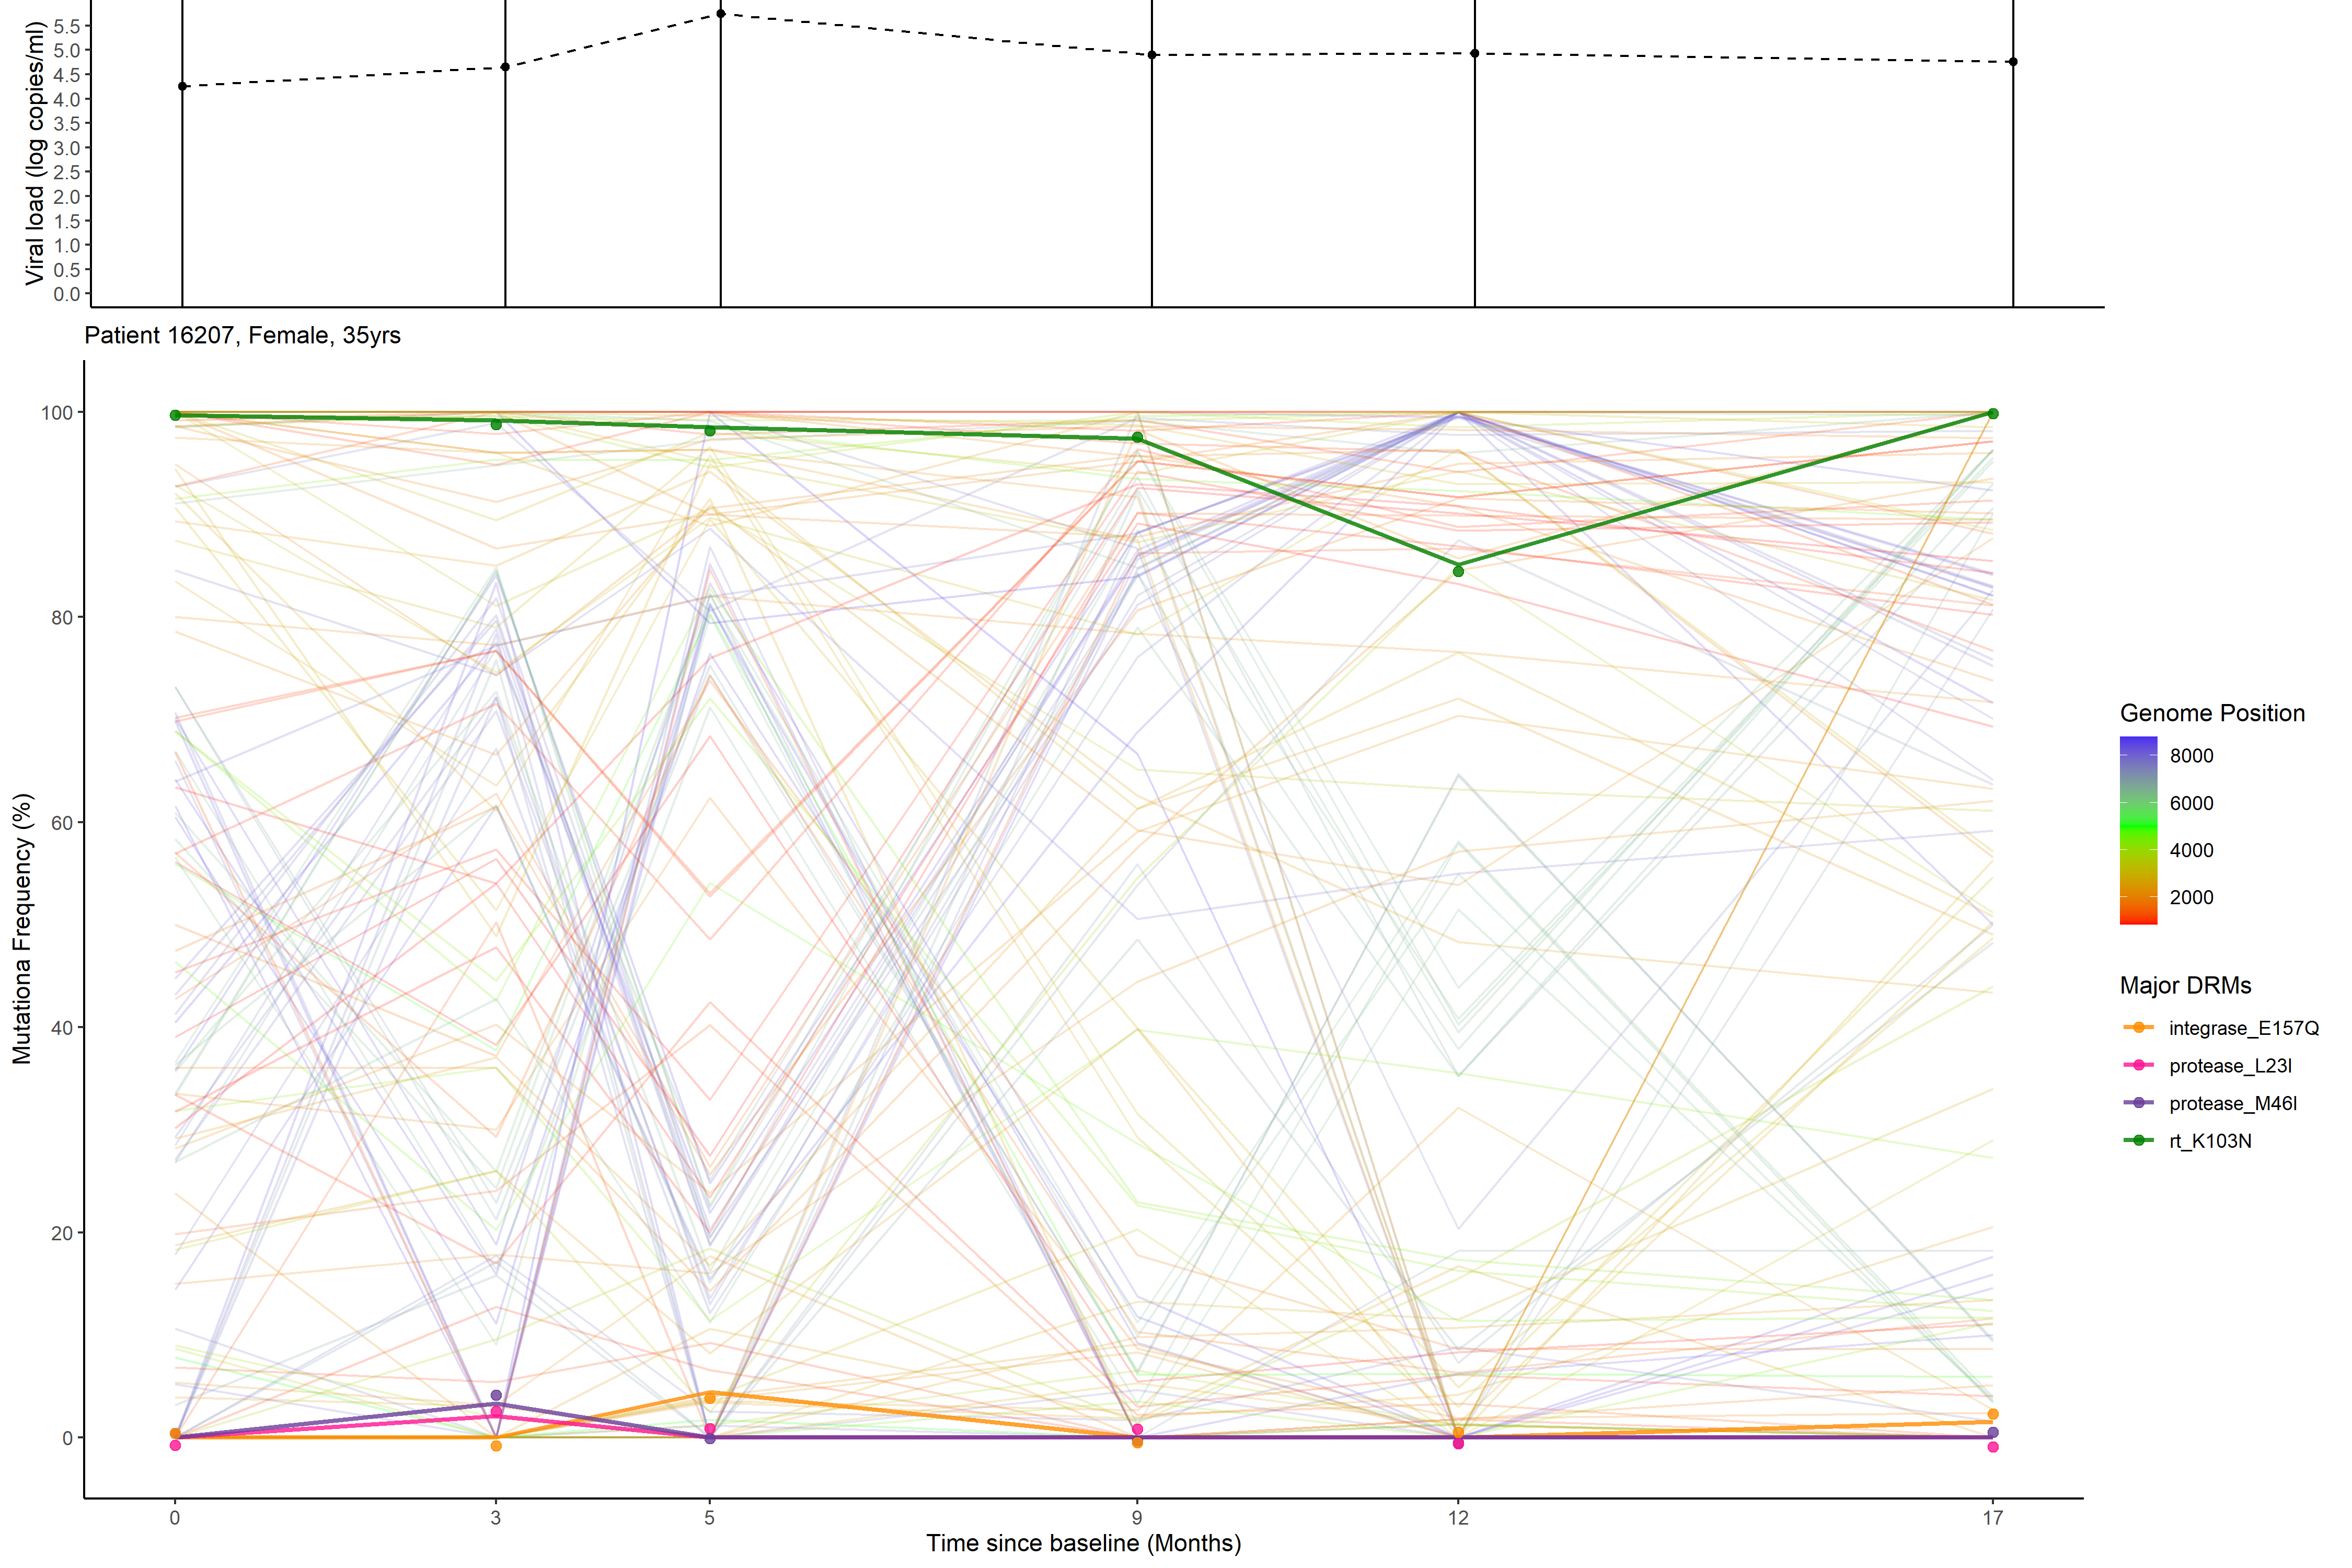 Viral load (log copies/ml)
5.5
5.0
4.5
4.0
3.5
3.0
2.5
2.0
1.5
1.0
0.5
0.0
Patient 16207, Female, 35yrs
Mutationa Frequency (%)
100
80
60
40
20
0
0 3 5 9 12 17
Time since baseline (Months)
Genome Position
8000
6000
4000
2000
Major DRMs
integrase_E157Q
protease_L23I
protease_M46I
rt_K103N